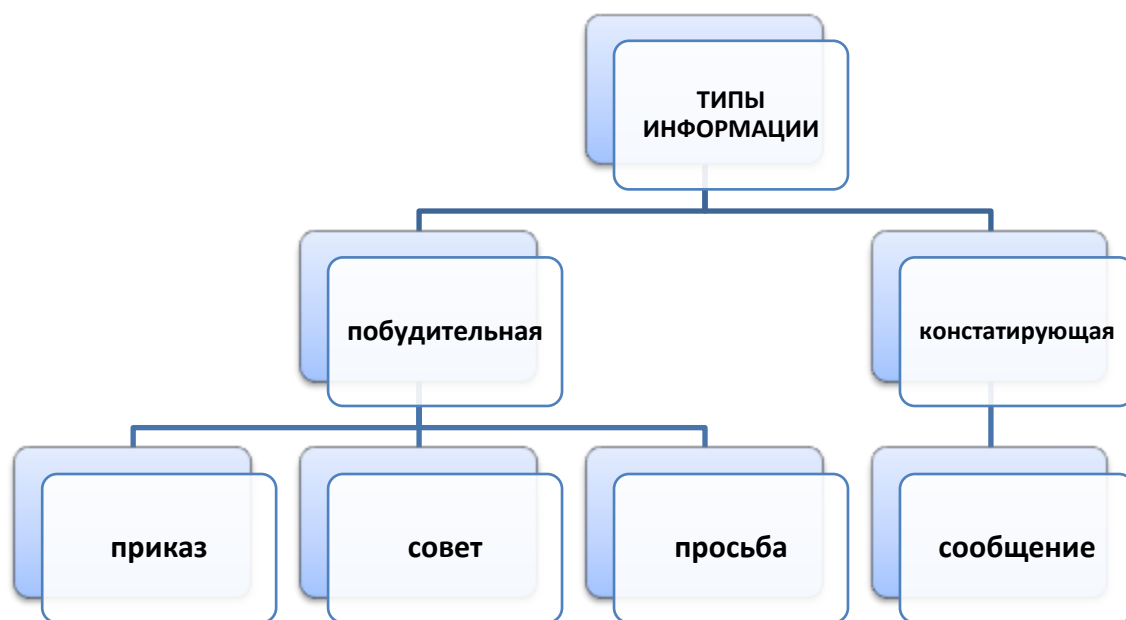 ТИПЫ
ИНФОРМАЦИИ
побудительная
констатирующая
приказ
совет
просьба
сообщение